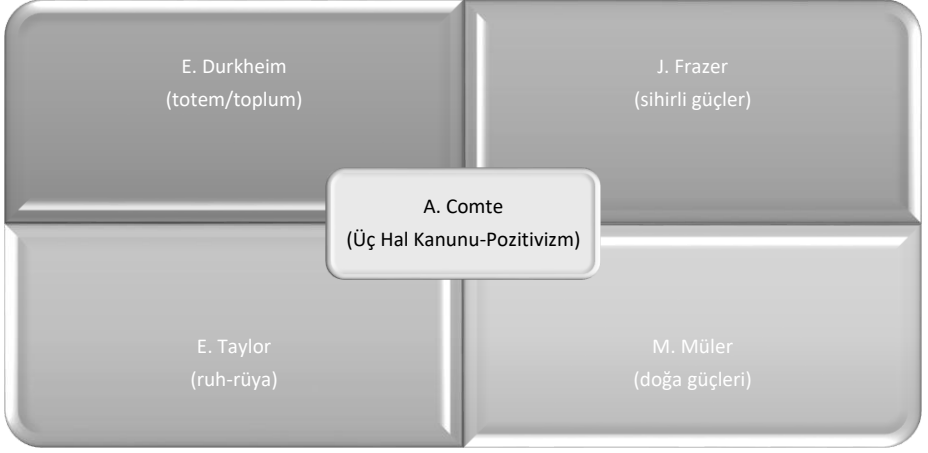 E. Durkheim
(totem/toplum)
J. Frazer
(sihirli güçler)
A. Comte
(Üç Hal Kanunu-Pozitivizm)
E. Taylor
(ruh-rüya)
M. Müler
(doğa güçleri)